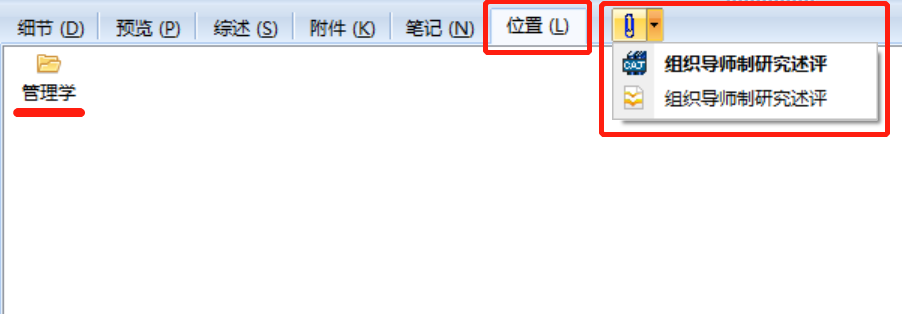 细节 (D) 预览 (P) 综述 (S) 附件 (K) 笔记 (N) 位置 (L)
管理学
CAJ 组织导师制研究述评
组织导师制研究述评